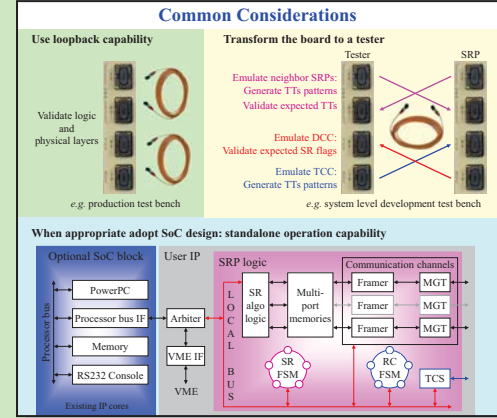 Common Considerations
Use loopback capability
Validate logic
and
physical layers
e.g. production test bench
Transform the board to a tester
Tester
SRP
Emulate neighbor SRPs:
Generate TTs patterns
Validate expected TTs
Emulate DCC:
Validate expected SR flags
Emulate TCC:
Generate TTs patterns
e.g. system level development test bench
When appropriate adopt SoC design: standalone operation capability
Optional SoC block
Processor bus
PowerPC
Processor bus IF
Memory
RS232 Console
Existing IP cores
User IP
Arbiter
VME IF
VME
SRP logic
LOCAL BUS
SR
algo
logic
Multi-
port
memories
Communication channels
Framer
MGT
Framer
MGT
Framer
MGT
SR
FSM
RC
FSM
TCS